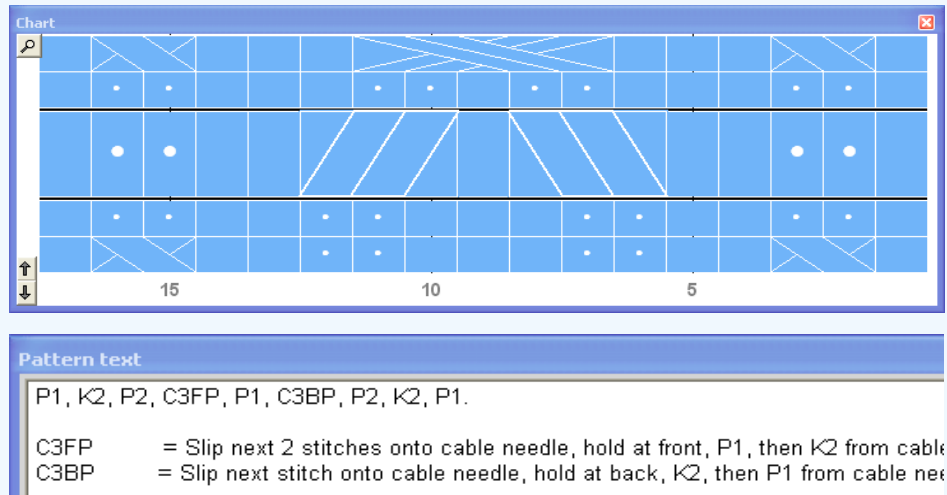 Chart
15 10 5
Pattern text
P1, K2, P2, C3FP, P1, C3BP, P2, K2, P1.
C3FP = Slip next 2 stitches onto cable needle, hold at front, P1, then K2 from cable
C3BP = Slip next stitch onto cable needle, hold at back, K2, then P1 from cable